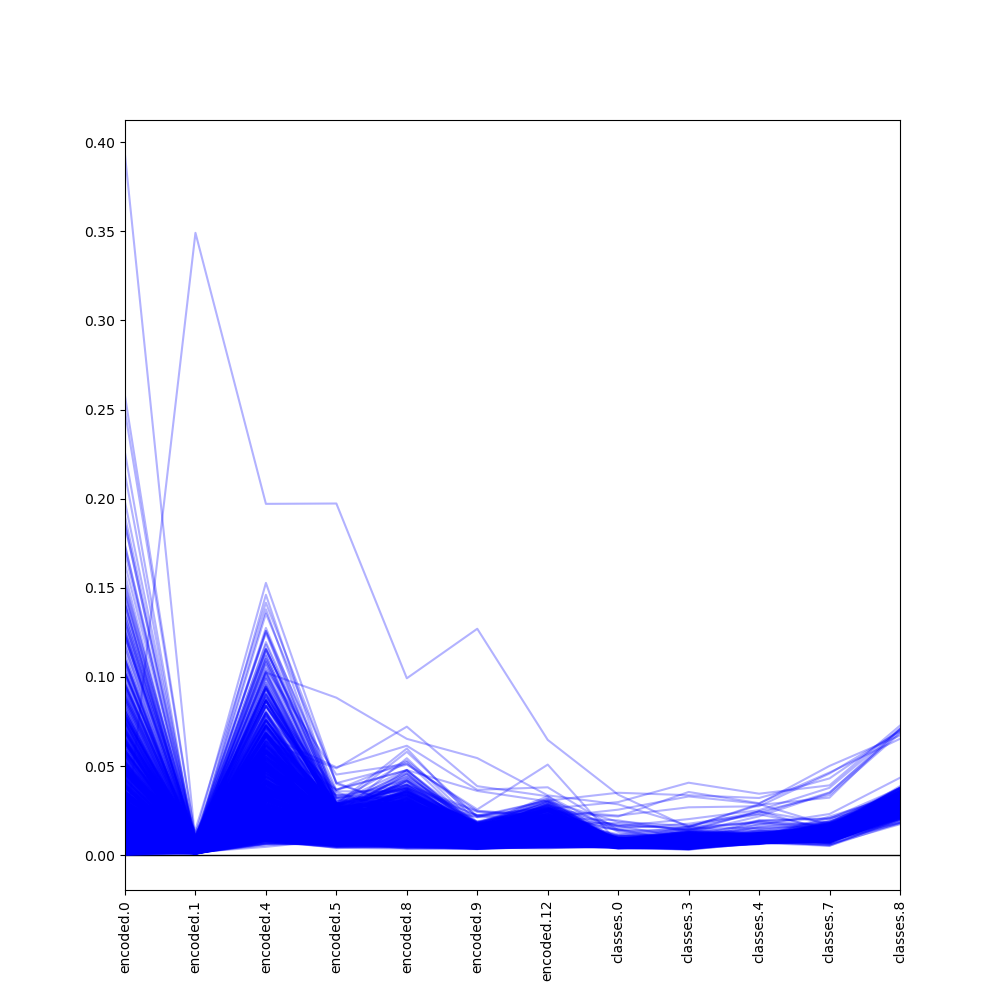 0.40
0.35
0.30
0.25
0.20
0.15
0.10
0.05
0.00
encoded.0
encoded.1
encoded.4
encoded.5
encoded.8
encoded.9
encoded.12
classes.0
classes.3
classes.4
classes.7
classes.8